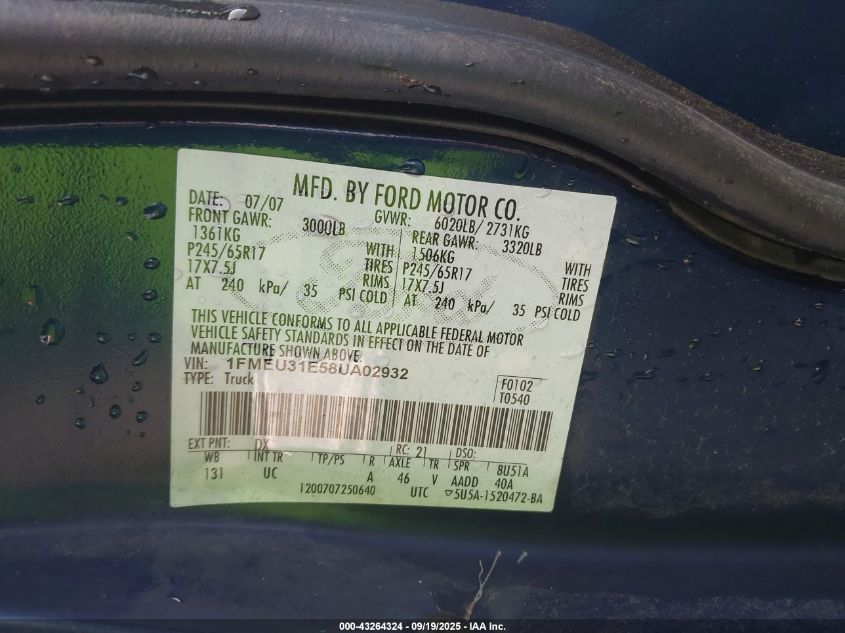 MFD. BY FORD MOTOR CO.
DATE: 07/07 GVWR: 6020LB/ 2731KG
FRONT GAWR: 3000LB REAR GAWR: 3320LB
1361KG WITH 1506KG WITH
P245/65R17 TIRES P245/65R17 TIRES
17X7.5J RIMS 17X7.5J RIMS
AT 240 kPa/ 35 PSI COLD AT 240 kPa/ 35 PSI COLD
THIS VEHICLE CONFORMS TO ALL APPLICABLE FEDERAL MOTOR
VEHICLE SAFETY STANDARDS IN EFFECT ON THE DATE OF
MANUFACTURE SHOWN ABOVE.
VIN: 1FMEU31E58UA02932
TYPE: Truck
F0102
T0540
EXT PNT: DX RC: 21 DSO:
WB INT TR TP/PS R AXLE TR SPR 8U51A
131 UC A 46 V AADD 40A
1200707250640 UTC ▽5U5A-1520472-BA
000-43264324 - 09/19/2025 - IAA Inc.